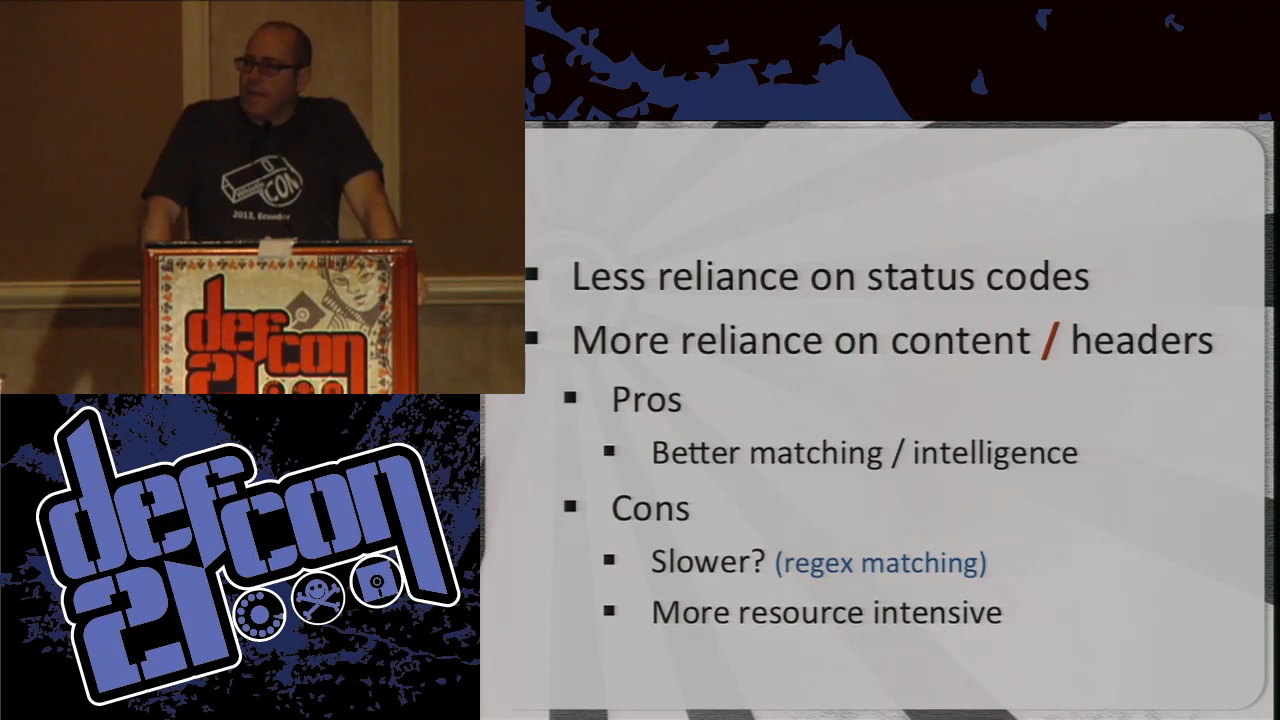 CON
2013, Ecuador
defcon
21
defcon
21
▪ Less reliance on status codes
▪ More reliance on content / headers
▪ Pros
▪ Better matching / intelligence
▪ Cons
▪ Slower? (regex matching)
▪ More resource intensive